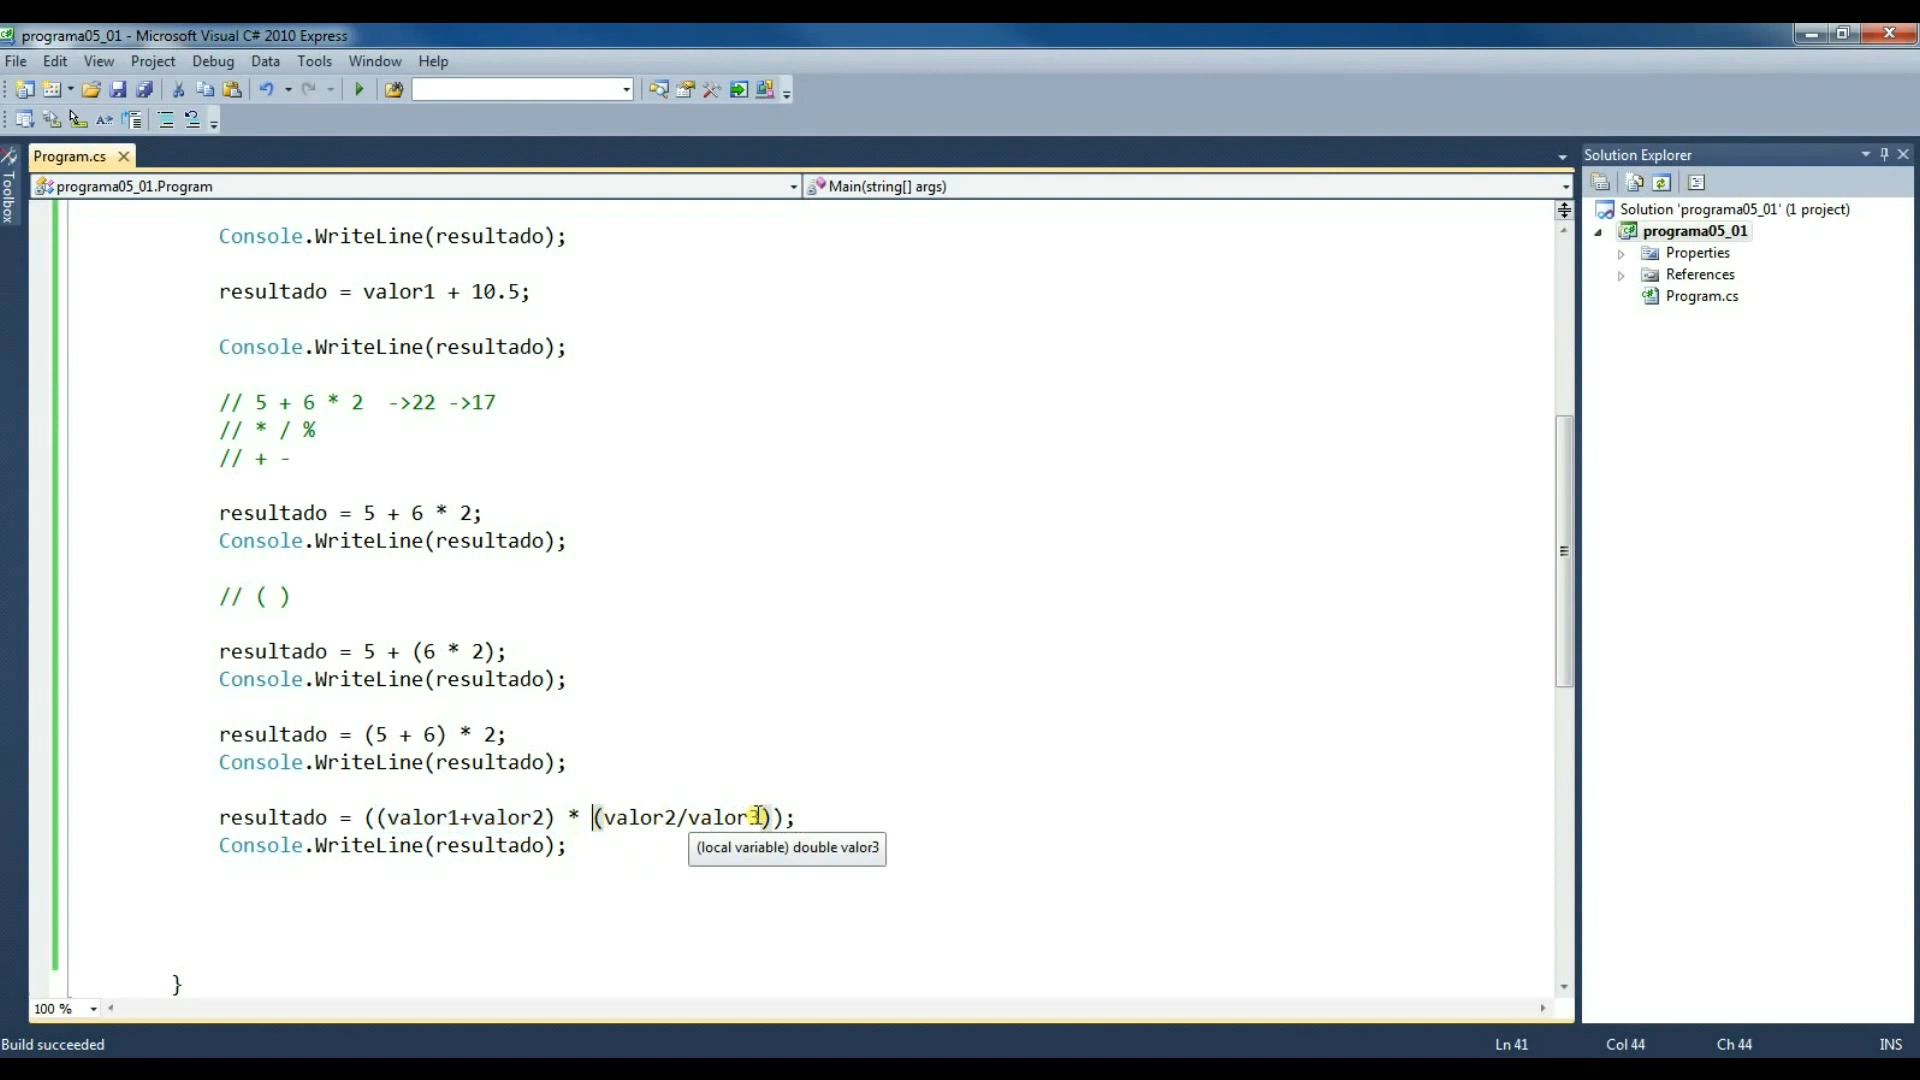 programa05_01 - Microsoft Visual C# 2010 Express
File Edit View Project Debug Data Tools Window Help
Toolbox
Program.cs
programa05_01.Program
Main(string[] args)
Console.WriteLine(resultado);
resultado = valor1 + 10.5;
Console.WriteLine(resultado);
// 5 + 6 * 2  ->22 ->17
// * / %
// + -
resultado = 5 + 6 * 2;
Console.WriteLine(resultado);
// ( )
resultado = 5 + (6 * 2);
Console.WriteLine(resultado);
resultado = (5 + 6) * 2;
Console.WriteLine(resultado);
resultado = ((valor1+valor2) * (valor2/valor3));
Console.WriteLine(resultado);
(local variable) double valor3
}
100 %
Solution Explorer
Solution 'programa05_01' (1 project)
programa05_01
Properties
References
Program.cs
Build succeeded
Ln 41 Col 44 Ch 44 INS